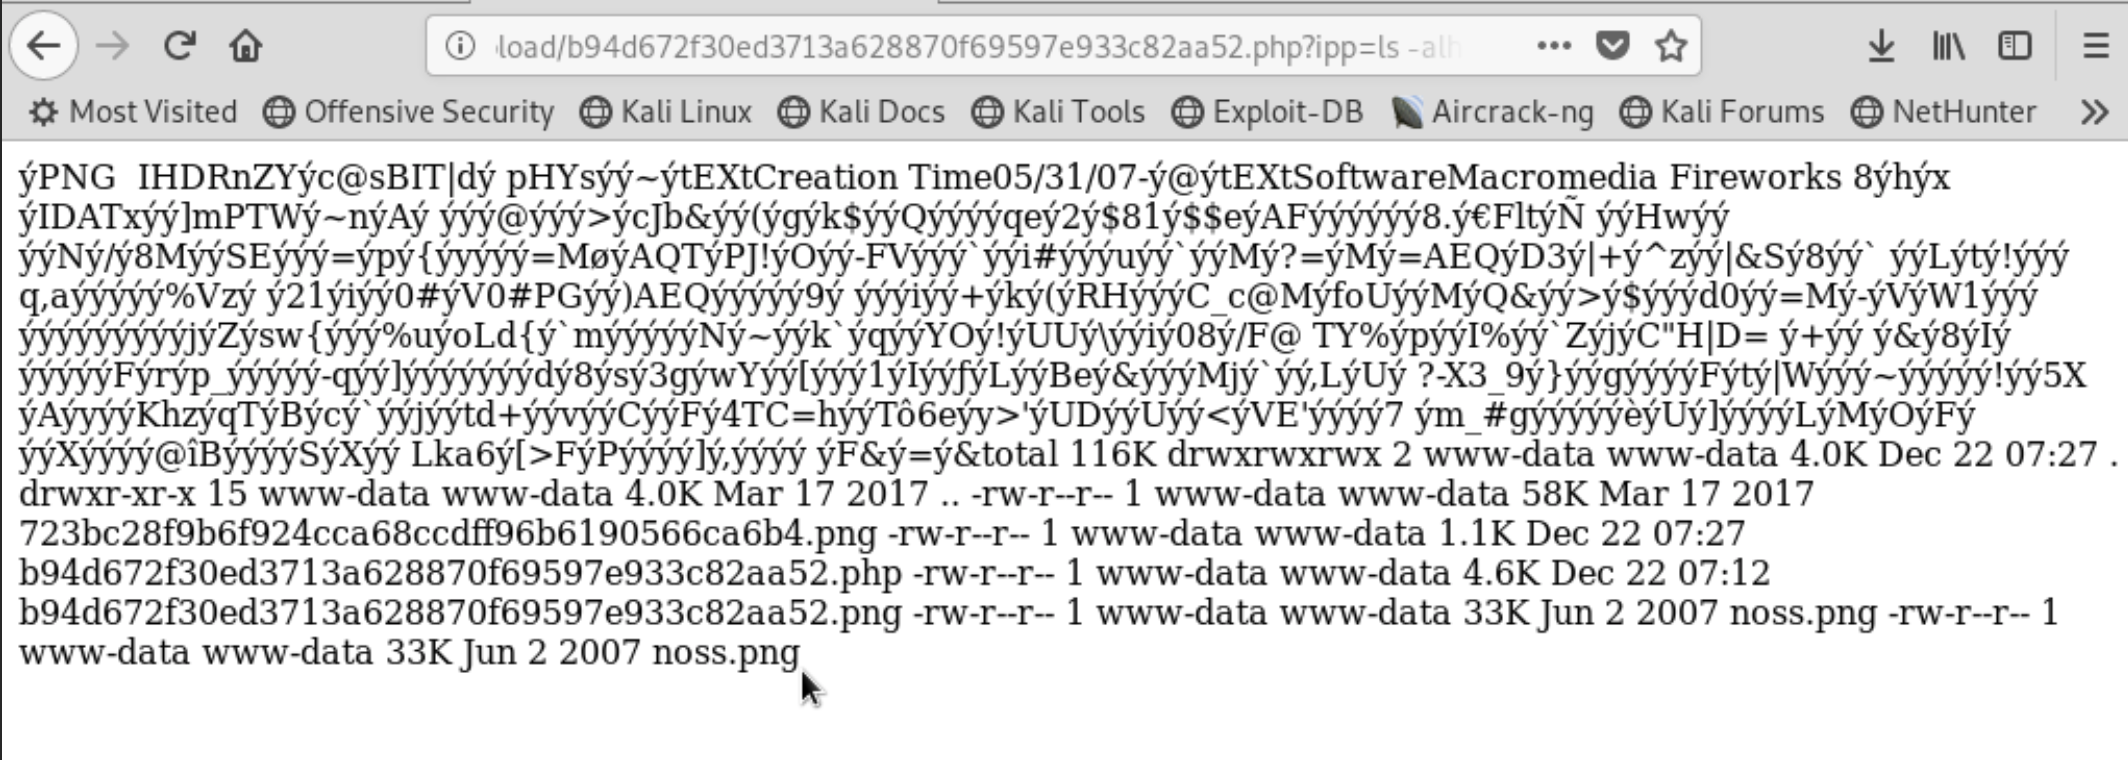 load/b94d672f30ed3713a628870f69597e933c82aa52.php?ipp=ls -alh
Most Visited Offensive Security Kali Linux Kali Docs Kali Tools Exploit-DB Aircrack-ng Kali Forums NetHunter
ýPNG IHDRnZYýc@sBIT|dý pHYsýý~ýtEXtCreation Time05/31/07-ý@ýtEXtSoftwareMacromedia Fireworks 8ýhýx
ýIDATxýý]mPTWý~nýAý ýýý@ýýý>ýcJb&ýý(ýgýk$ýýQýýýýqeý2ý$81ý$$eýAFýýýýýý8.ý€FltýÑ ýýHwýý
ýýNý/ý8MýýSEýýý=ýpý{ýýýýý=MøýAQTýPJ!ýOýý-FVýýý`ýýi#ýýýuýý`ýýMý?=ýMý=AEQýD3ý|+ý^zýý|&Sý8ýý` ýýLýtý!ýýý
q,aýýýýý%Vzý ý21ýiýý0#ýV0#PGýý)AEQýýýýý9ý ýýýiýý+ýký(ýRHýýýC_c@MýfoUýýMýQ&ýý>ý$ýýýd0ýý=Mý-ýVýW1ýýý
ýýýýýýýýýjýZýsw{ýýý%uýoLd{ý`mýýýýýNý~ýýk`ýqýýYOý!ýUUý\ýýiý08ý/F@ TY%ýpýýI%ýý`ZýjýC"H|D= ý+ýý ý&ý8ýIý
ýýýýýFýrýp_ýýýýý-qýý]ýýýýýýýdý8ýsý3gýwYýý[ýýý1ýIýýƒýLýýBeý&ýýýMjý`ýý,LýUý ?-X3_9ý}ýýgýýýýFýtý|Wýýý~ýýýýý!ýý5X
ýAýyýýKhzýqTýBýcý`ýýjýýtd+ýývýýCýýFý4TC=hýýTô6eýy>'ýUDýýUýý<ýVE'ýýýý7 ým_#gýýýýýèýUý]ýýýýLýMýOýFý
ýýXýýýý@îBýýýýSýXýý Lka6ý[>FýPýýýý]ý,ýýýý ýF&ý=ý&total 116K drwxrwxrwx 2 www-data www-data 4.0K Dec 22 07:27 .
drwxr-xr-x 15 www-data www-data 4.0K Mar 17 2017 .. -rw-r--r-- 1 www-data www-data 58K Mar 17 2017
723bc28f9b6f924cca68ccdff96b6190566ca6b4.png -rw-r--r-- 1 www-data www-data 1.1K Dec 22 07:27
b94d672f30ed3713a628870f69597e933c82aa52.php -rw-r--r-- 1 www-data www-data 4.6K Dec 22 07:12
b94d672f30ed3713a628870f69597e933c82aa52.png -rw-r--r-- 1 www-data www-data 33K Jun 2 2007 noss.png -rw-r--r-- 1
www-data www-data 33K Jun 2 2007 noss.png